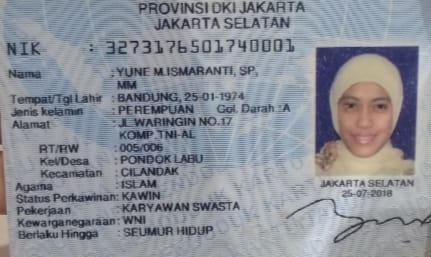 PROVINSI DKI JAKARTA
JAKARTA SELATAN
NIK : 3273176501740001
Nama : YUNE M.ISMARANTI, SP,
MM
Tempat/Tgl Lahir : BANDUNG, 25-01-1974
Jenis kelamin : PEREMPUAN Gol. Darah :A
Alamat : JL.WARINGIN NO.17
KOMP.TNI-AL
RT/RW : 005/006
Kel/Desa : PONDOK LABU
Kecamatan : CILANDAK
Agama : ISLAM
Status Perkawinan: KAWIN
Pekerjaan : KARYAWAN SWASTA
Kewarganegaraan: WNI
Berlaku Hingga : SEUMUR HIDUP
JAKARTA SELATAN
25-07-2018